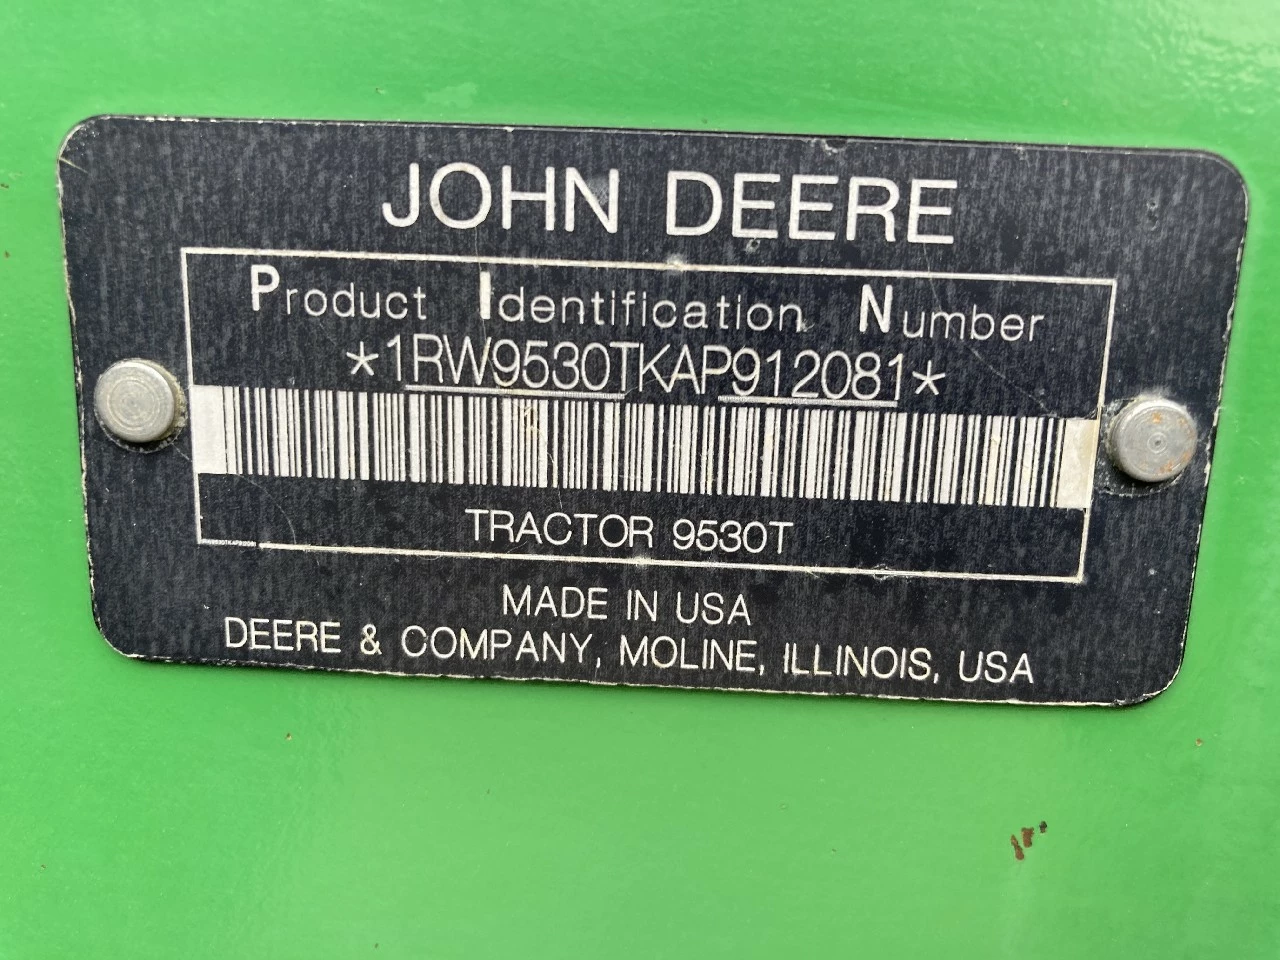 JOHN DEERE
Product Identification Number
*1RW9530TKAP912081*
TRACTOR 9530T
MADE IN USA
DEERE & COMPANY, MOLINE, ILLINOIS, USA